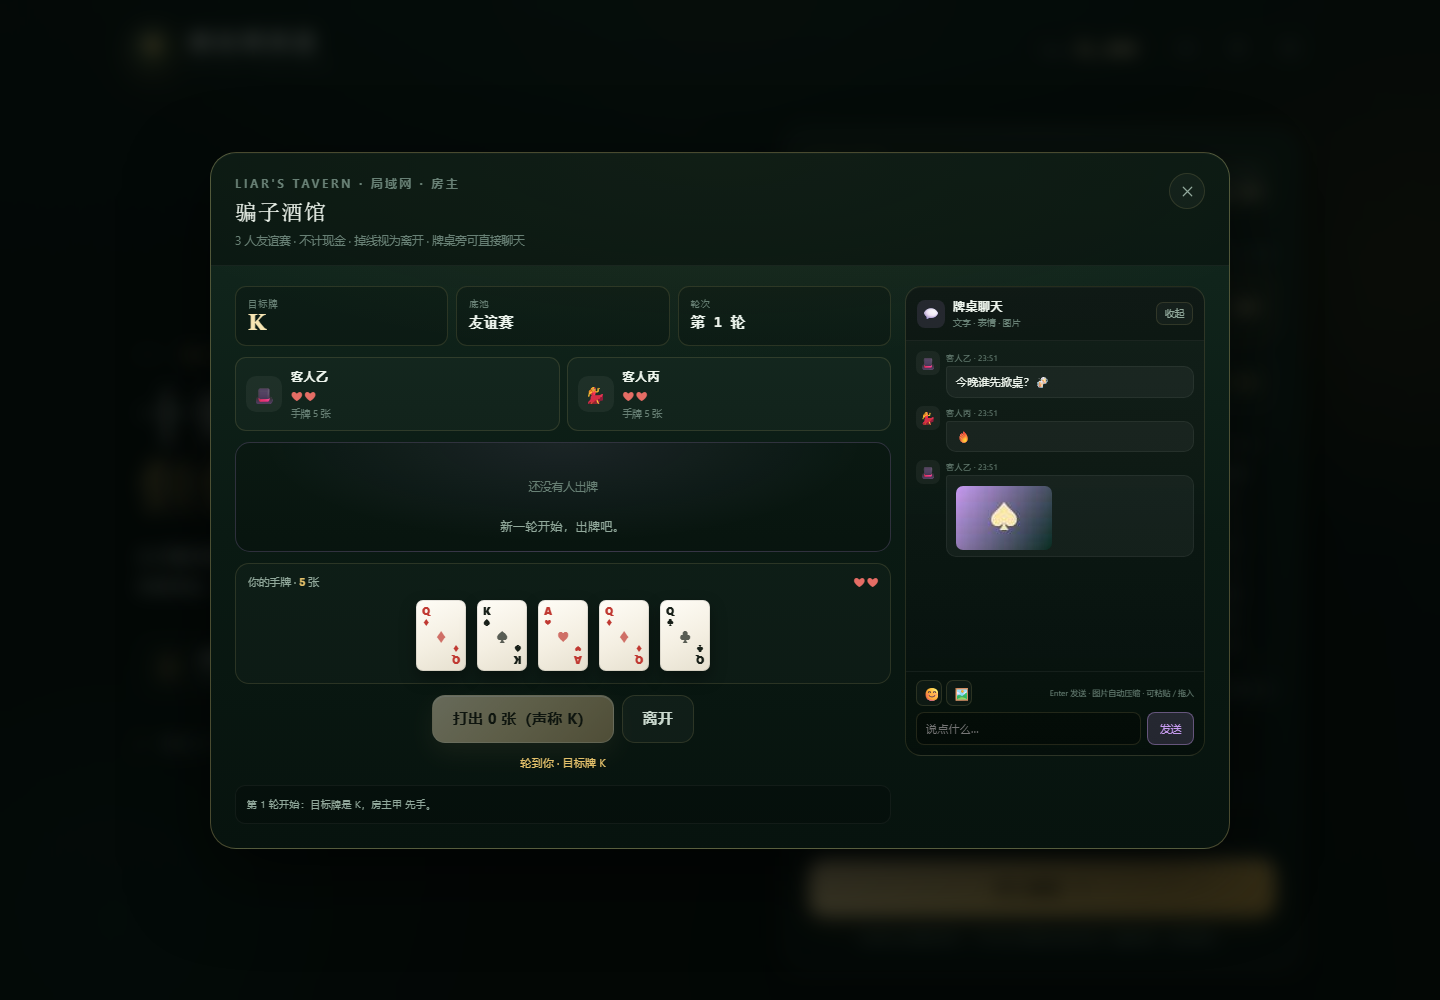 LIAR'S TAVERN · 局域网 · 房主
骗子酒馆
3 人友谊赛 · 不计现金 · 掉线视为离开 · 牌桌旁可直接聊天
目标牌
K
底池
友谊赛
轮次
第 1 轮
客人乙
手牌 5 张
客人丙
手牌 5 张
还没有人出牌
新一轮开始，出牌吧。
你的手牌 · 5 张
Q
Q
K
K
A
A
Q
Q
Q
Q
打出 0 张（声称 K）
离开
轮到你 · 目标牌 K
第 1 轮开始：目标牌是 K，房主甲 先手。
牌桌聊天
文字 · 表情 · 图片
收起
客人乙 · 23:51
今晚谁先掀桌？
客人丙 · 23:51
客人乙 · 23:51
Enter 发送 · 图片自动压缩 · 可粘贴 / 拖入
说点什么...
发送